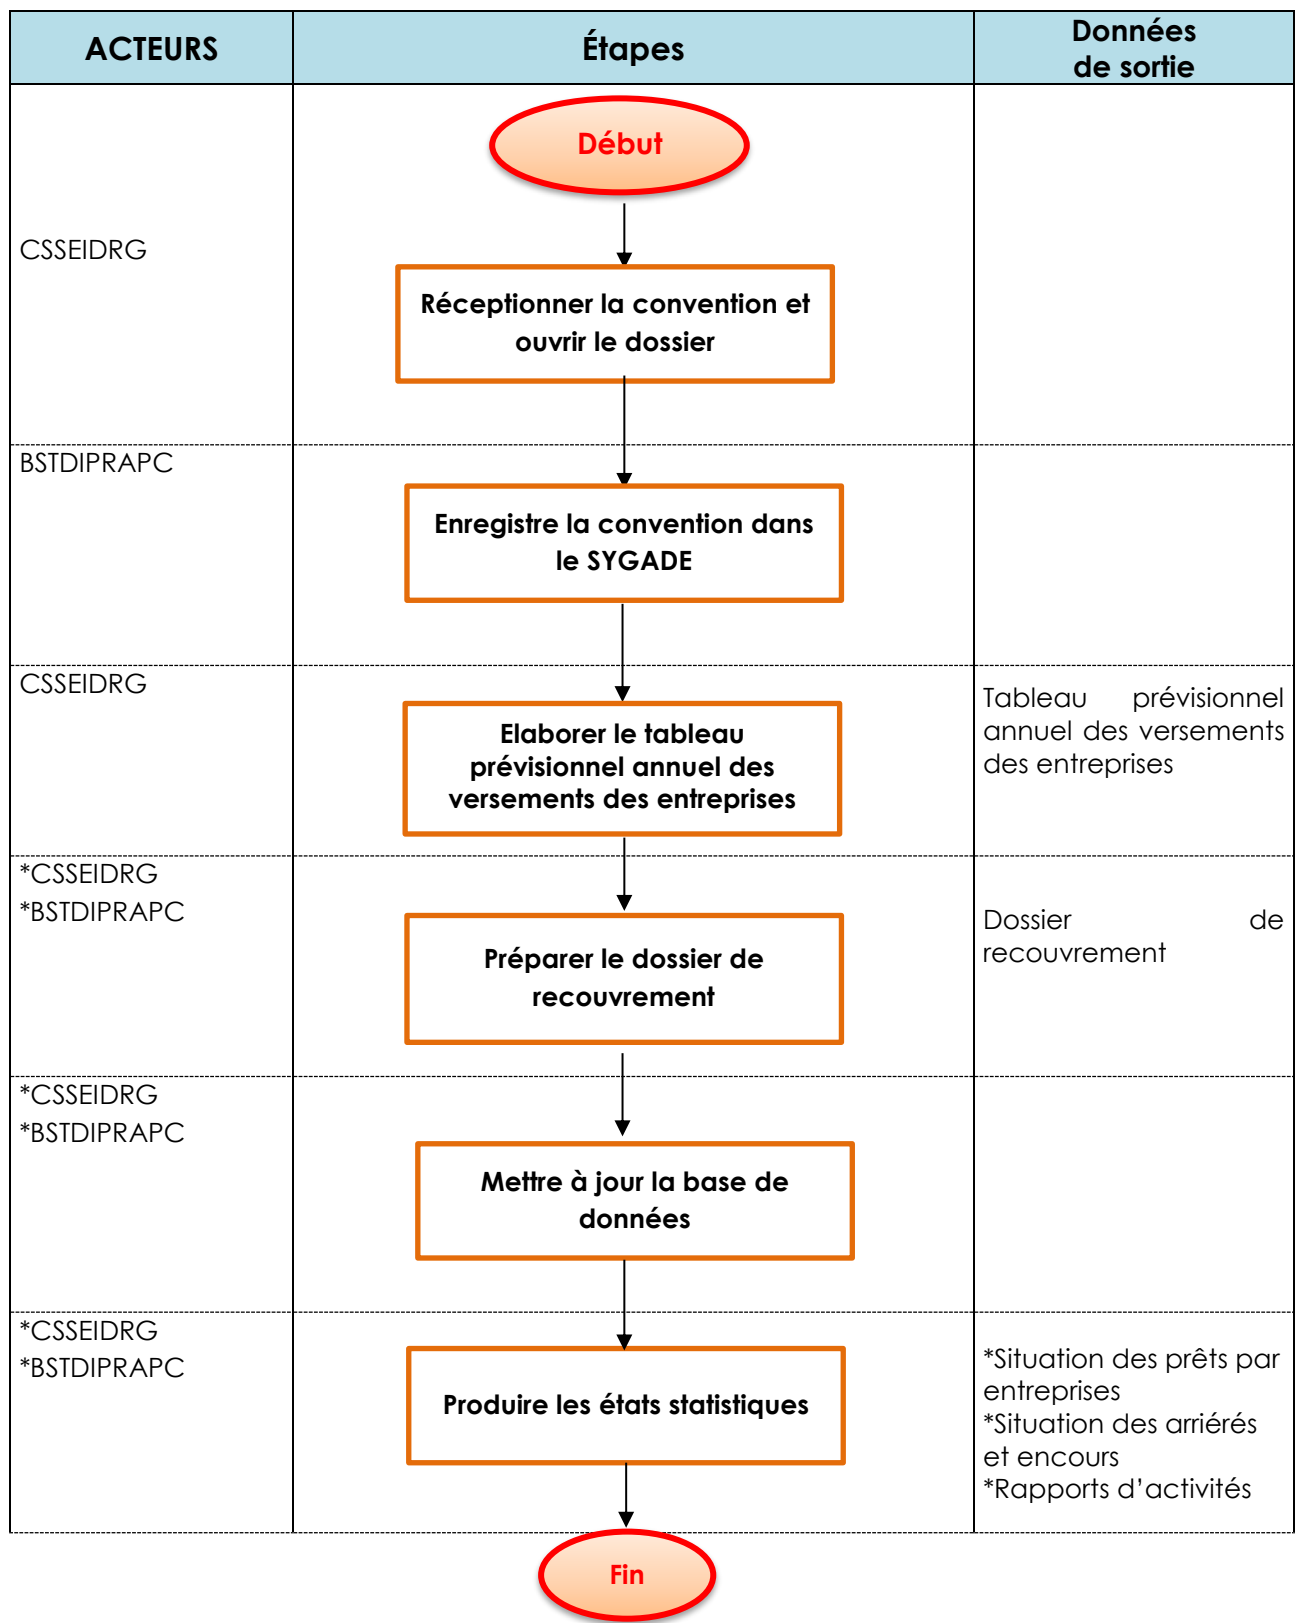 ACTEURS
Étapes
Données
de sortie
Début
CSSEIDRG
Réceptionner la convention et
ouvrir le dossier
BSTDIPRAPC
Enregistre la convention dans
le SYGADE
CSSEIDRG
Elaborer le tableau
prévisionnel annuel des
versements des entreprises
Tableau prévisionnel
annuel des versements
des entreprises
*CSSEIDRG
*BSTDIPRAPC
Préparer le dossier de
recouvrement
Dossier de
recouvrement
*CSSEIDRG
*BSTDIPRAPC
Mettre à jour la base de
données
*CSSEIDRG
*BSTDIPRAPC
Produire les états statistiques
*Situation des prêts par
entreprises
*Situation des arriérés
et encours
*Rapports d’activités
Fin